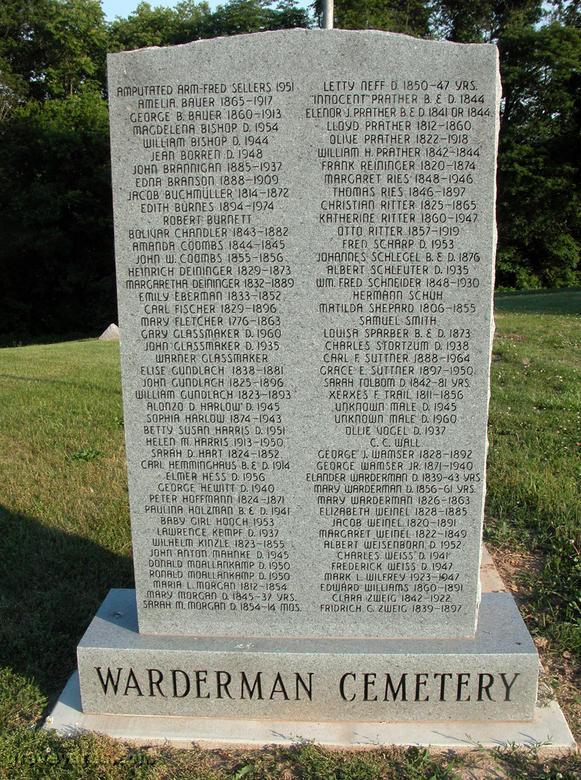 AMPUTATED ARM-FRED SELLERS 1951
AMELIA BAUER 1865-1917
GEORGE B. BAUER 1860-1913
MAGDELENA BISHOP D. 1954
WILLIAM BISHOP D. 1944
JEAN BORREN D. 1948
JOHN BRANNIGAN 1885-1937
EDNA BRANSON 1888-1909
JACOB BUCHMÜLLER 1814-1872
EDITH BURNES 1894-1974
ROBERT BURNETT
BOLIVAR CHANDLER 1843-1882
AMANDA COOMBS 1844-1845
JOHN W. COOMBS 1855-1856
HEINRICH DEININGER 1829-1873
MARGARETHA DEININGER 1832-1889
EMILY EBERMAN 1833-1852
CARL FISCHER 1829-1896
MARY FLETCHER 1776-1863
GARY GLASSMAKER D. 1960
JOHN GLASSMAKER D. 1935
WARNER GLASSMAKER
ELISE GUNDLACH 1838-1881
JOHN GUNDLAGH 1825-1896
WILLIAM GUNDLACH 1823-1893
ALONZO D. HARLOW D. 1945
SOPHIA HARLOW 1874-1943
BETTY SUSAN HARRIS D. 1951
HELEN M. HARRIS 1913-1950
SARAH D. HART 1824-1852
CARL HEMMINGHAUS B. E D. 1914
ELMER HESS D. 1956
GEORGE HEWITT D. 1940
PETER HOFFMANN 1824-1871
PAULINA HOLZMAN B. E D. 1941
BABY GIRL HOOCH 1953
LAWRENCE KEMPF D. 1937
WILHELM KINZLE 1823-1855
JOHN ANTON MAHNKE D. 1945
DONALD MOALLANKAMP D. 1950
RONALD MOALLANKAMP D. 1950
MARIA L. MORGAN 1812-1854
MARY MORGAN D. 1845-37 YRS.
SARAH M. MORGAN D. 1854-14 MOS.
LETTY NEFF D. 1850-47 YRS.
"INNOCENT" PRATHER B. E D. 1844
ELENOR J. PRATHER B. E D. 1841 OR 1844
LLOYD PRATHER 1812-1860
OLIVE PRATHER 1822-1918
WILLIAM H. PRATHER 1842-1844
FRANK REININGER 1820-1874
MARGARET RIES 1848-1946
THOMAS RIES 1846-1897
CHRISTIAN RITTER 1825-1865
KATHERINE RITTER 1860-1947
OTTO RITTER 1857-1919
FRED SCHARP D. 1953
JOHANNES SCHLEGEL B. E D. 1876
ALBERT SCHLEUTER D. 1935
WM. FRED SCHNEIDER 1848-1930
HERMANN SCHUH
MATILDA SHEPARD 1806-1855
SAMUEL SMITH
LOUISA SPARBER B. E D. 1873
CHARLES STORTZUM D. 1938
CARL F. SUTTNER 1888-1964
GRACE E. SUTTNER 1897-1950
SARAH TOLBOM D. 1842-81 YRS.
XERXES F. TRAIL 1811-1856
UNKNOWN MALE D. 1945
UNKNOWN MALE D. 1960
OLLIE VOGEL D. 1937
C. C. WALL
GEORGE J. WAMSER 1828-1892
GEORGE WAMSER JR. 1871-1940
ELANDER WARDERMAN D. 1839-43 YRS.
MARY WARDERMAN D. 1856-61 YRS.
MARY WARDERMAN 1826-1863
ELIZABETH WEINEL 1828-1885
JACOB WEINEL 1820-1891
MARGARET WEINEL 1822-1849
ALBERT WEISENBORN D. 1952
CHARLES WEISS D. 1941
FREDERICK WEISS D. 1947
MARK L. WILFREY 1923-1947
EDWARD WILLIAMS 1860-1891
CLARA ZWEIG 1842-1922
FRIDRICH G. ZWEIG 1839-1897
WARDERMAN CEMETERY
graveyards.com